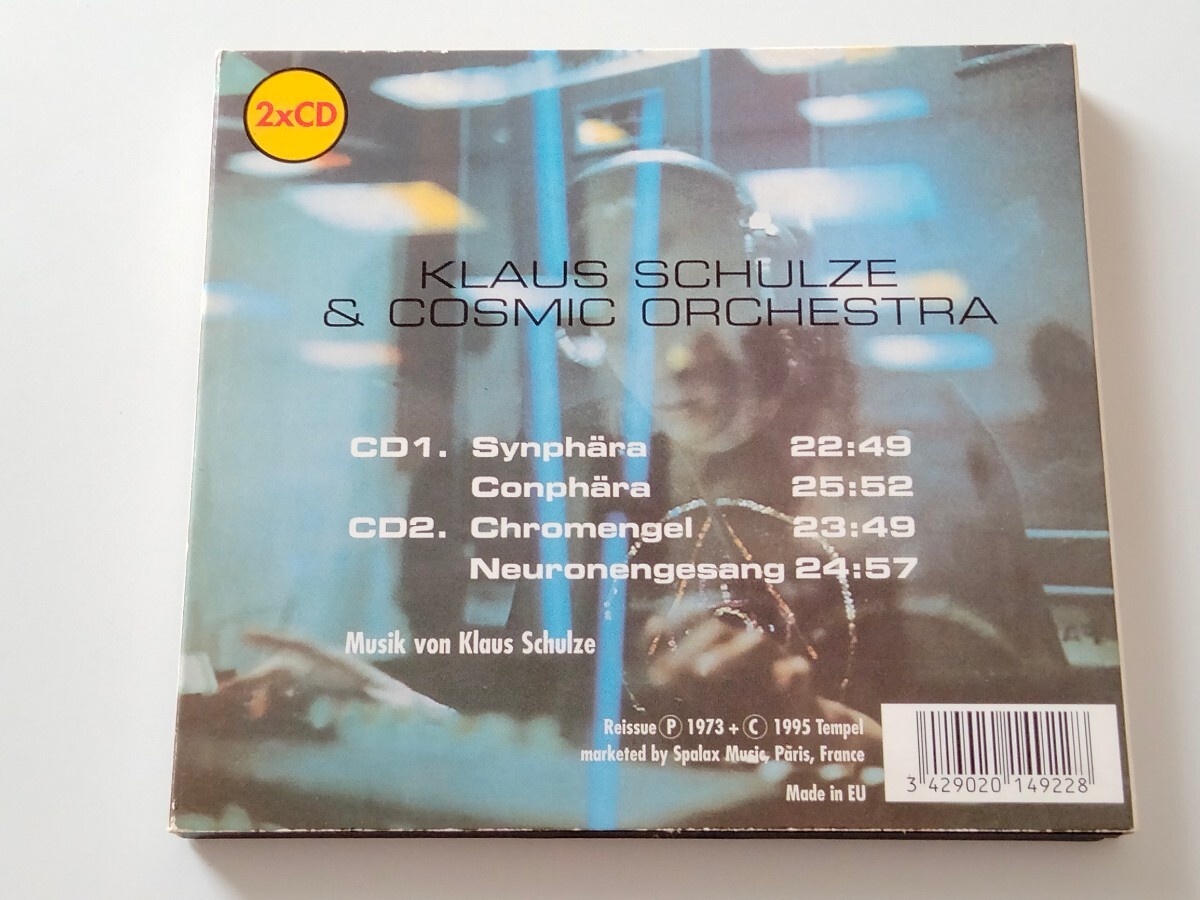 2xCD
KLAUS SCHULZE
& COSMIC ORCHESTRA
CD1. Synphära 22:49
Conphära 25:52
CD2. Chromengel 23:49
Neuronengesang 24:57
Musik von Klaus Schulze
Reissue Ⓟ 1973 + Ⓒ 1995 Tempel
marketed by Spalax Music, Päris, France
Made in EU
3 429020 149228